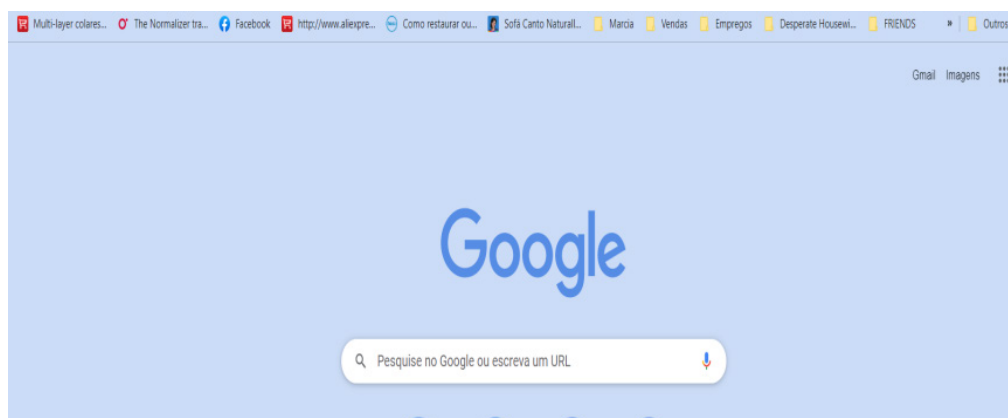 Multi-layer colares... The Normalizer tra... Facebook http://www.aliexpre... Como restaurar ou... Sofá Canto Naturall... Marcia Vendas Empregos Desperate Housewi... FRIENDS » Outros
Gmail Imagens
Google
Pesquise no Google ou escreva um URL